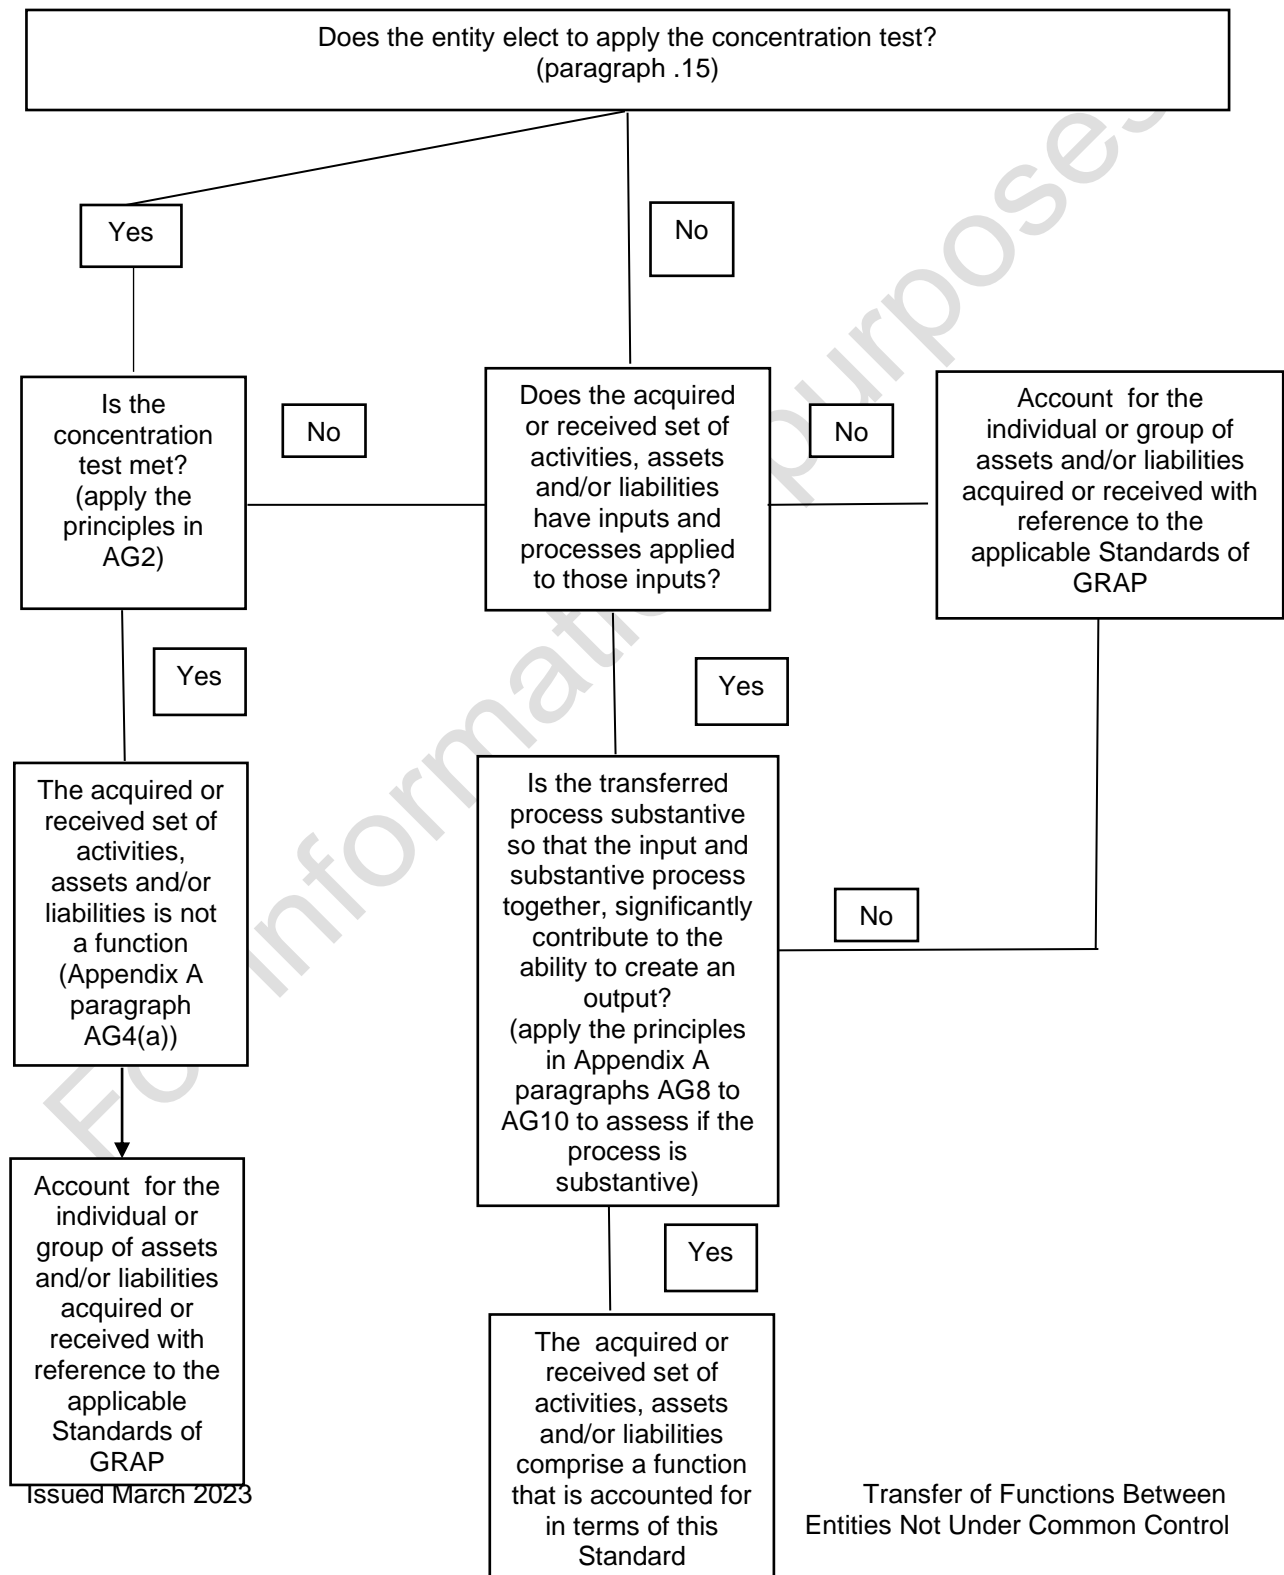 Does the entity elect to apply the concentration test?
(paragraph .15)
Yes
No
Is the
concentration
test met?
(apply the
principles in
AG2)
No
Does the acquired
or received set of
activities, assets
and/or liabilities
have inputs and
processes applied
to those inputs?
No
Account for the
individual or group of
assets and/or liabilities
acquired or received with
reference to the
applicable Standards of
GRAP
Yes
Yes
The acquired or
received set of
activities,
assets and/or
liabilities is not
a function
(Appendix A
paragraph
AG4(a))
Is the transferred
process substantive
so that the input and
substantive process
together, significantly
contribute to the
ability to create an
output?
(apply the principles
in Appendix A
paragraphs AG8 to
AG10 to assess if the
process is
substantive)
No
Account for the
individual or
group of assets
and/or liabilities
acquired or
received with
reference to the
applicable
Standards of
GRAP
Yes
The acquired or
received set of
activities, assets
and/or liabilities
comprise a function
that is accounted for
in terms of this
Standard
Issued March 2023
Transfer of Functions Between
Entities Not Under Common Control
For information purposes